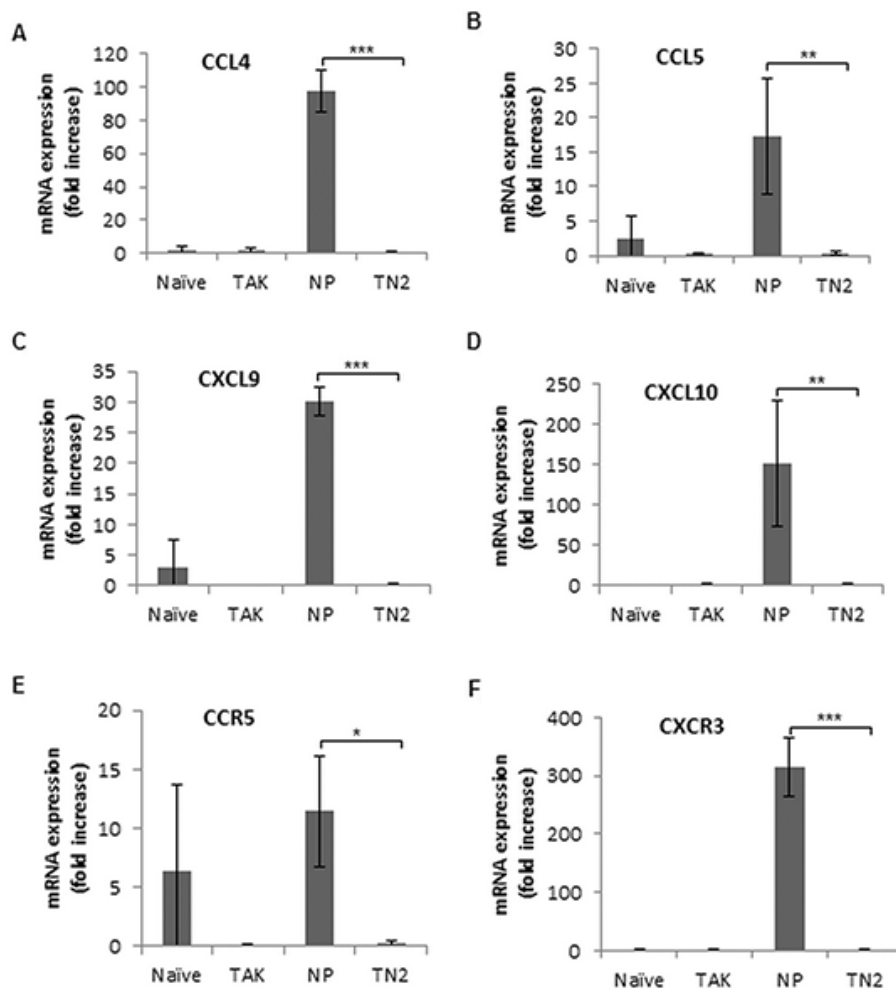 A
CCL4
***
mRNA expression
(fold increase)
120
100
80
60
40
20
0
Naïve TAK NP TN2
B
CCL5
**
mRNA expression
(fold increase)
30
25
20
15
10
5
0
Naïve TAK NP TN2
C
CXCL9
***
mRNA expression
(fold increase)
35
30
25
20
15
10
5
0
Naïve TAK NP TN2
D
CXCL10
**
mRNA expression
(fold increase)
250
200
150
100
50
0
Naïve TAK NP TN2
E
CCR5
*
mRNA expression
(fold increase)
20
15
10
5
0
Naïve TAK NP TN2
F
CXCR3
***
mRNA expression
(fold increase)
400
300
200
100
0
Naïve TAK NP TN2